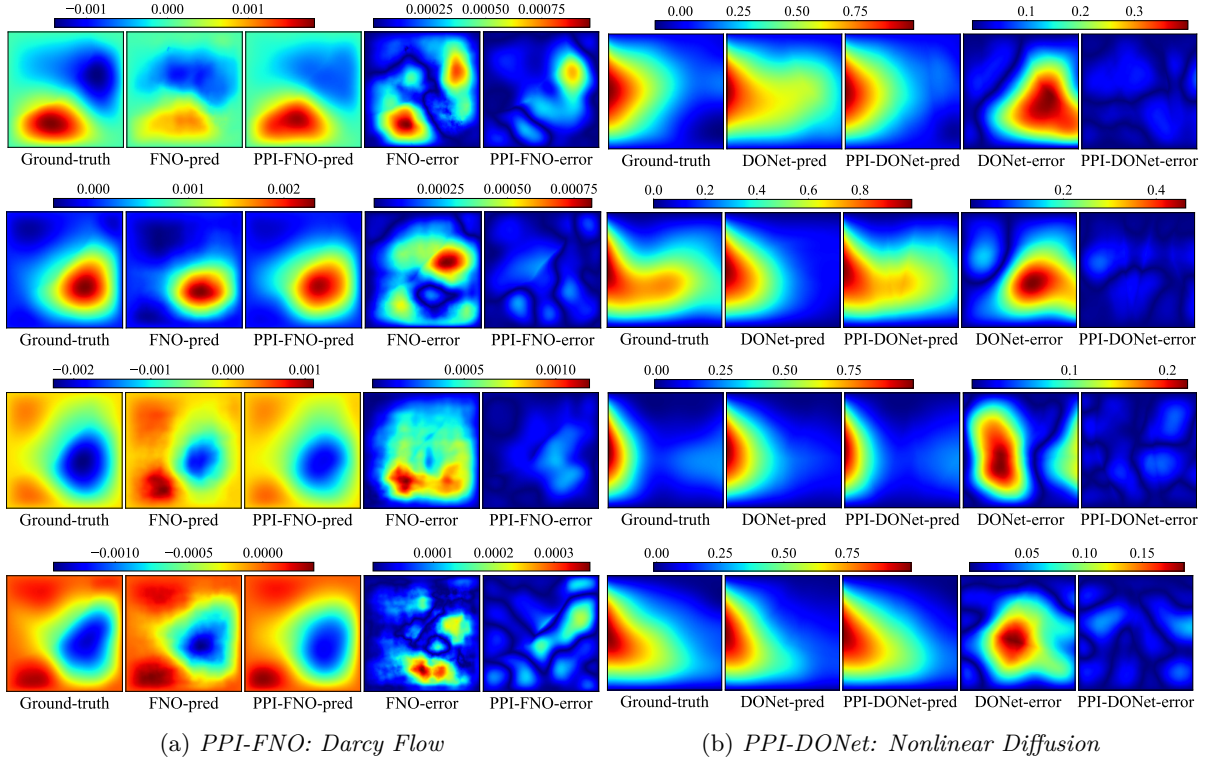 −0.001 0.000 0.001 0.00025 0.00050 0.00075 0.00 0.25 0.50 0.75 0.1 0.2 0.3
Ground-truth FNO-pred PPI-FNO-pred FNO-error PPI-FNO-error Ground-truth DONet-pred PPI-DONet-pred DONet-error PPI-DONet-error
0.000 0.001 0.002 0.00025 0.00050 0.00075 0.0 0.2 0.4 0.6 0.8 0.2 0.4
Ground-truth FNO-pred PPI-FNO-pred FNO-error PPI-FNO-error Ground-truth DONet-pred PPI-DONet-pred DONet-error PPI-DONet-error
−0.002 −0.001 0.000 0.001 0.0005 0.0010 0.00 0.25 0.50 0.75 0.1 0.2
Ground-truth FNO-pred PPI-FNO-pred FNO-error PPI-FNO-error Ground-truth DONet-pred PPI-DONet-pred DONet-error PPI-DONet-error
−0.0010 −0.0005 0.0000 0.0001 0.0002 0.0003 0.00 0.25 0.50 0.75 0.05 0.10 0.15
Ground-truth FNO-pred PPI-FNO-pred FNO-error PPI-FNO-error Ground-truth DONet-pred PPI-DONet-pred DONet-error PPI-DONet-error
(a) PPI-FNO: Darcy Flow (b) PPI-DONet: Nonlinear Diffusion